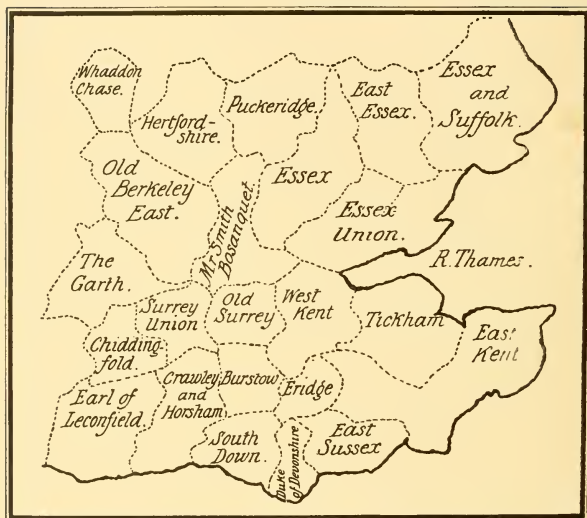 Whaddon
Chase.
Hertford-
shire.
Puckeridge.
East
Essex.
Essex
and
Suffolk.
Old
Berkeley
East.
Mr. Smith
Bosanquet.
Essex
Essex
Union.
R. Thames.
The
Garth.
Surrey
Union
Old
Surrey
West
Kent
Tickham
East
Kent
Chidding-
fold.
Earl of
Leconfield.
Crawley
and
Horsham.
Burstow
Eridge
South
Down.
Duke
of Devonshire
East
Sussex